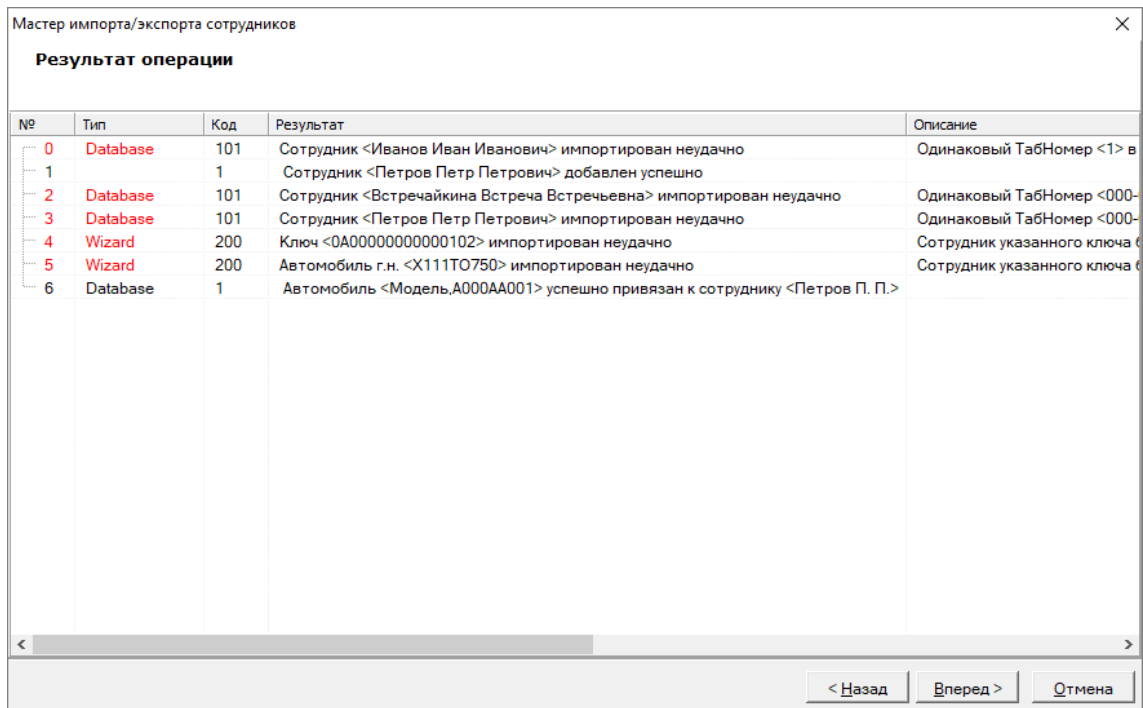 Мастер импорта/экспорта сотрудников
Результат операции
№ Тип Код Результат Описание
0 Database 101 Сотрудник <Иванов Иван Иванович> импортирован неудачно Одинаковый ТабНомер <1> в
1 1 Сотрудник <Петров Петр Петрович> добавлен успешно
2 Database 101 Сотрудник <Встречайкина Встреча Встречьевна> импортирован неудачно Одинаковый ТабНомер <000-
3 Database 101 Сотрудник <Петров Петр Петрович> импортирован неудачно Одинаковый ТабНомер <000-
4 Wizard 200 Ключ <0A00000000000102> импортирован неудачно Сотрудник указанного ключа
5 Wizard 200 Автомобиль г.н. <X111TO750> импортирован неудачно Сотрудник указанного ключа
6 Database 1 Автомобиль <Модель,A000AA001> успешно привязан к сотруднику <Петров П. П.>
< Назад Вперед > Отмена